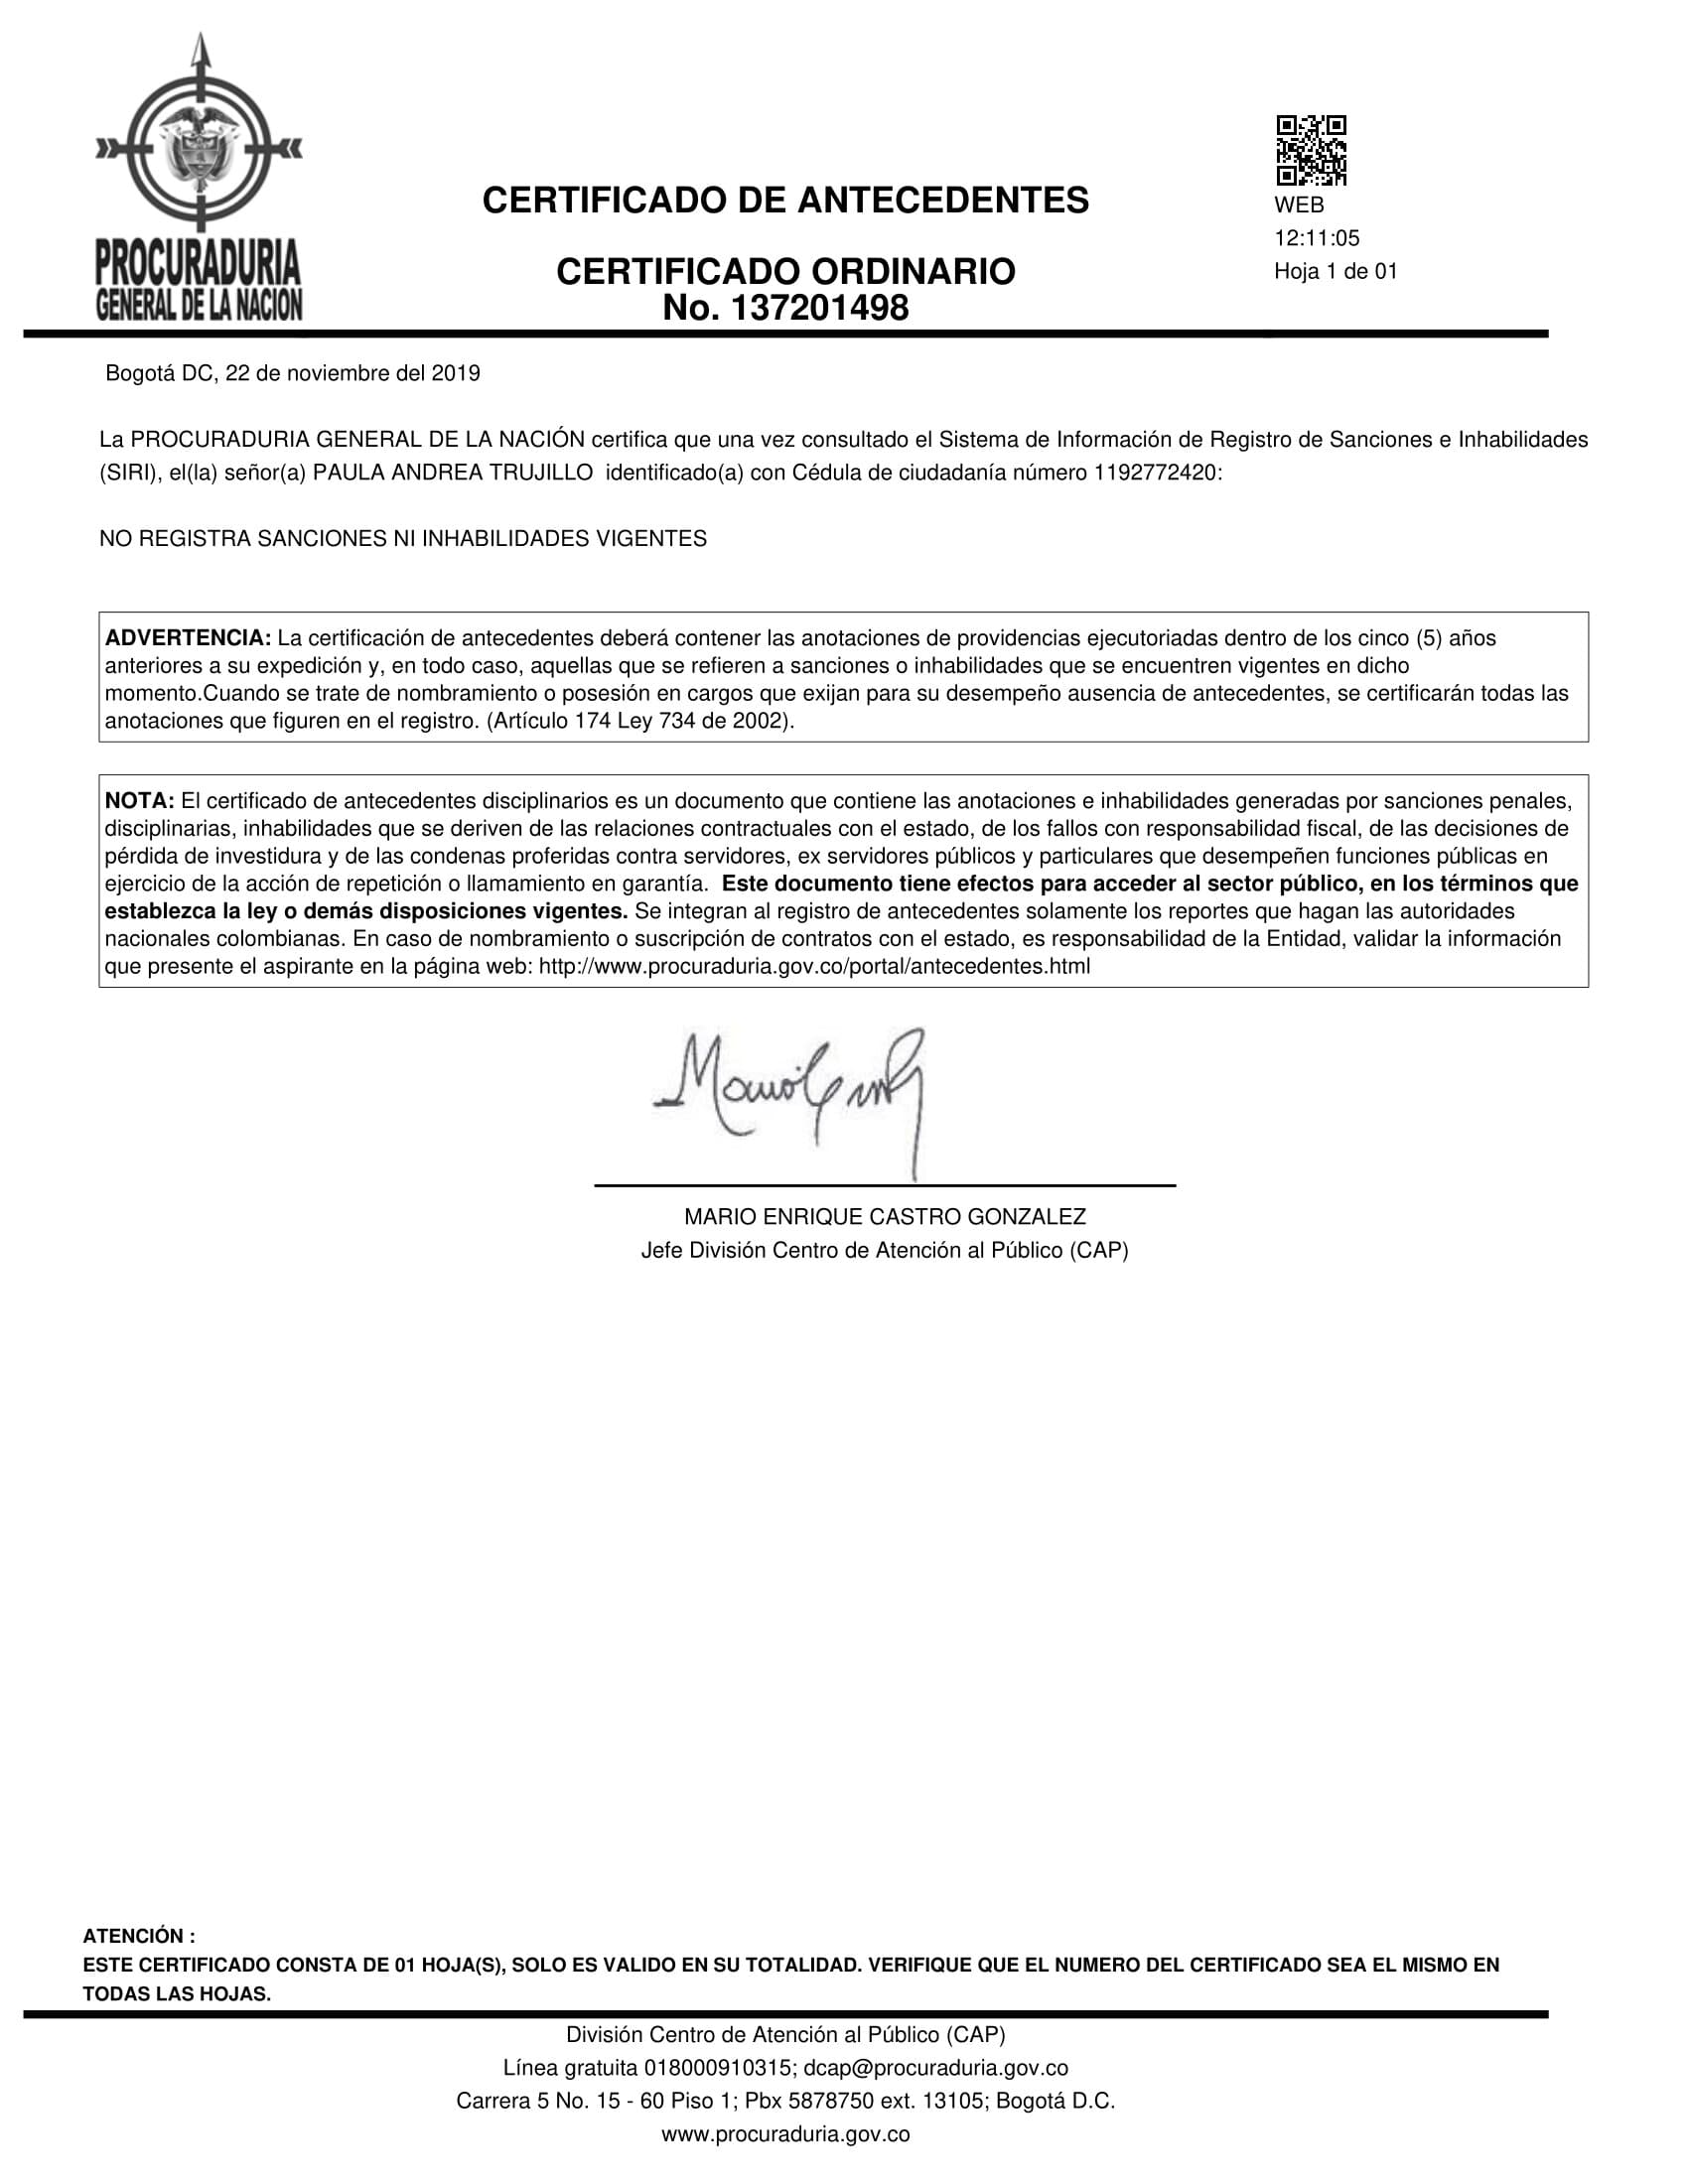 PROCURADURIA
GENERAL DE LA NACION
CERTIFICADO DE ANTECEDENTES
CERTIFICADO ORDINARIO
No. 137201498
WEB
12:11:05
Hoja 1 de 01
Bogotá DC, 22 de noviembre del 2019
La PROCURADURIA GENERAL DE LA NACIÓN certifica que una vez consultado el Sistema de Información de Registro de Sanciones e Inhabilidades
(SIRI), el(la) señor(a) PAULA ANDREA TRUJILLO  identificado(a) con Cédula de ciudadanía número 1192772420:
NO REGISTRA SANCIONES NI INHABILIDADES VIGENTES
ADVERTENCIA: La certificación de antecedentes deberá contener las anotaciones de providencias ejecutoriadas dentro de los cinco (5) años
anteriores a su expedición y, en todo caso, aquellas que se refieren a sanciones o inhabilidades que se encuentren vigentes en dicho
momento.Cuando se trate de nombramiento o posesión en cargos que exijan para su desempeño ausencia de antecedentes, se certificarán todas las
anotaciones que figuren en el registro. (Artículo 174 Ley 734 de 2002).
NOTA: El certificado de antecedentes disciplinarios es un documento que contiene las anotaciones e inhabilidades generadas por sanciones penales,
disciplinarias, inhabilidades que se deriven de las relaciones contractuales con el estado, de los fallos con responsabilidad fiscal, de las decisiones de
pérdida de investidura y de las condenas proferidas contra servidores, ex servidores públicos y particulares que desempeñen funciones públicas en
ejercicio de la acción de repetición o llamamiento en garantía.  Este documento tiene efectos para acceder al sector público, en los términos que
establezca la ley o demás disposiciones vigentes. Se integran al registro de antecedentes solamente los reportes que hagan las autoridades
nacionales colombianas. En caso de nombramiento o suscripción de contratos con el estado, es responsabilidad de la Entidad, validar la información
que presente el aspirante en la página web: http://www.procuraduria.gov.co/portal/antecedentes.html
MARIO ENRIQUE CASTRO GONZALEZ
Jefe División Centro de Atención al Público (CAP)
ATENCIÓN :
ESTE CERTIFICADO CONSTA DE 01 HOJA(S), SOLO ES VALIDO EN SU TOTALIDAD. VERIFIQUE QUE EL NUMERO DEL CERTIFICADO SEA EL MISMO EN
TODAS LAS HOJAS.
División Centro de Atención al Público (CAP)
Línea gratuita 018000910315; dcap@procuraduria.gov.co
Carrera 5 No. 15 - 60 Piso 1; Pbx 5878750 ext. 13105; Bogotá D.C.
www.procuraduria.gov.co